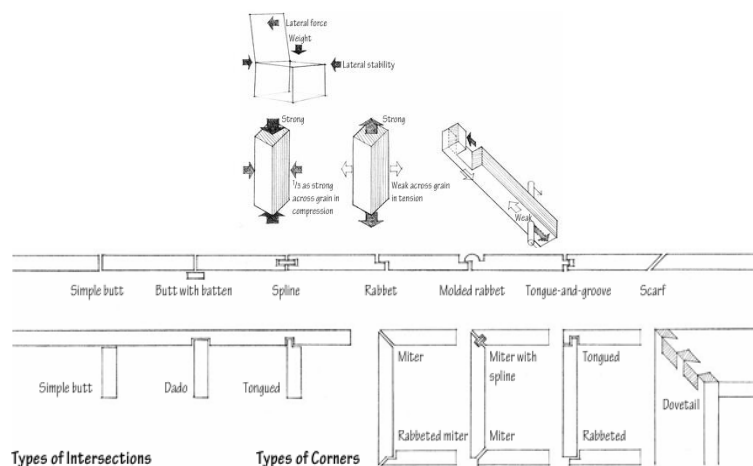 Lateral force
Weight
Lateral stability
Strong
1/3 as strong
across grain in
compression
Strong
Weak across grain
in tension
Weak
Simple butt
Butt with batten
Spline
Rabbet
Molded rabbet
Tongue-and-groove
Scarf
Simple butt
Dado
Tongued
Miter
Miter with
spline
Tongued
Dovetail
Rabbeted miter
Miter
Rabbeted
Types of Intersections
Types of Corners